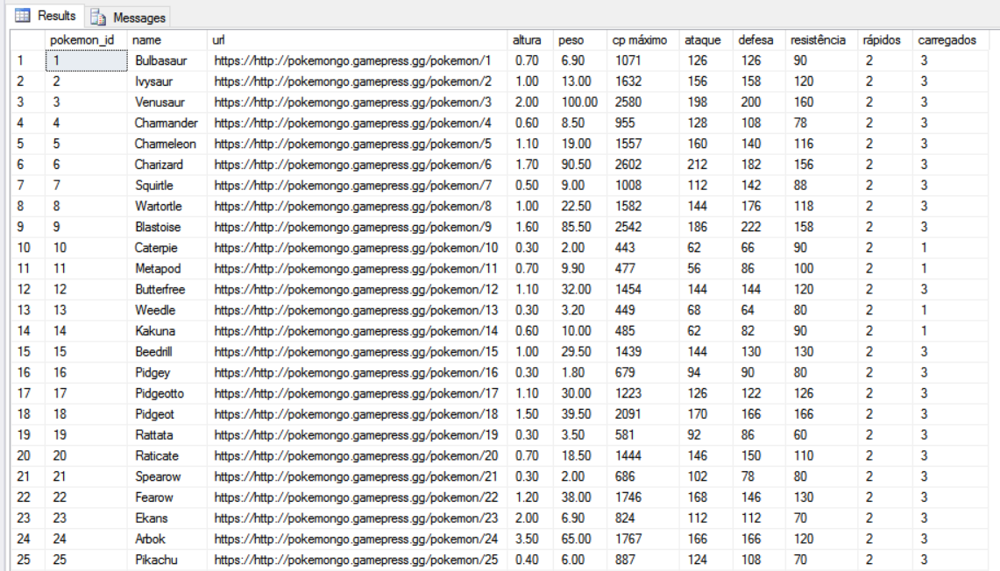 Results Messages
pokemon_id name url altura peso cp máximo ataque defesa resistência rápidos carregados
1 1 Bulbasaur https://http://pokemongo.gamepress.gg/pokemon/1 0.70 6.90 1071 126 126 90 2 3
2 2 Ivysaur https://http://pokemongo.gamepress.gg/pokemon/2 1.00 13.00 1632 156 158 120 2 3
3 3 Venusaur https://http://pokemongo.gamepress.gg/pokemon/3 2.00 100.00 2580 198 200 160 2 3
4 4 Charmander https://http://pokemongo.gamepress.gg/pokemon/4 0.60 8.50 955 128 108 78 2 3
5 5 Charmeleon https://http://pokemongo.gamepress.gg/pokemon/5 1.10 19.00 1557 160 140 116 2 3
6 6 Charizard https://http://pokemongo.gamepress.gg/pokemon/6 1.70 90.50 2602 212 182 156 2 3
7 7 Squirtle https://http://pokemongo.gamepress.gg/pokemon/7 0.50 9.00 1008 112 142 88 2 3
8 8 Wartortle https://http://pokemongo.gamepress.gg/pokemon/8 1.00 22.50 1582 144 176 118 2 3
9 9 Blastoise https://http://pokemongo.gamepress.gg/pokemon/9 1.60 85.50 2542 186 222 158 2 3
10 10 Caterpie https://http://pokemongo.gamepress.gg/pokemon/10 0.30 2.00 443 62 66 90 2 1
11 11 Metapod https://http://pokemongo.gamepress.gg/pokemon/11 0.70 9.90 477 56 86 100 2 1
12 12 Butterfree https://http://pokemongo.gamepress.gg/pokemon/12 1.10 32.00 1454 144 144 120 2 3
13 13 Weedle https://http://pokemongo.gamepress.gg/pokemon/13 0.30 3.20 449 68 64 80 2 1
14 14 Kakuna https://http://pokemongo.gamepress.gg/pokemon/14 0.60 10.00 485 62 82 90 2 1
15 15 Beedrill https://http://pokemongo.gamepress.gg/pokemon/15 1.00 29.50 1439 144 130 130 2 3
16 16 Pidgey https://http://pokemongo.gamepress.gg/pokemon/16 0.30 1.80 679 94 90 80 2 3
17 17 Pidgeotto https://http://pokemongo.gamepress.gg/pokemon/17 1.10 30.00 1223 126 122 126 2 3
18 18 Pidgeot https://http://pokemongo.gamepress.gg/pokemon/18 1.50 39.50 2091 170 166 166 2 3
19 19 Rattata https://http://pokemongo.gamepress.gg/pokemon/19 0.30 3.50 581 92 86 60 2 3
20 20 Raticate https://http://pokemongo.gamepress.gg/pokemon/20 0.70 18.50 1444 146 150 110 2 3
21 21 Spearow https://http://pokemongo.gamepress.gg/pokemon/21 0.30 2.00 686 102 78 80 2 3
22 22 Fearow https://http://pokemongo.gamepress.gg/pokemon/22 1.20 38.00 1746 168 146 130 2 3
23 23 Ekans https://http://pokemongo.gamepress.gg/pokemon/23 2.00 6.90 824 112 112 70 2 3
24 24 Arbok https://http://pokemongo.gamepress.gg/pokemon/24 3.50 65.00 1767 166 166 120 2 3
25 25 Pikachu https://http://pokemongo.gamepress.gg/pokemon/25 0.40 6.00 887 124 108 70 2 3